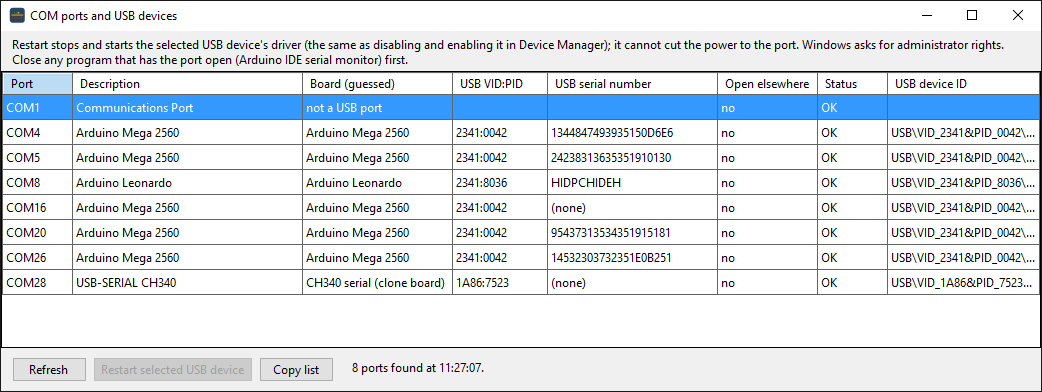 COM ports and USB devices
Restart stops and starts the selected USB device's driver (the same as disabling and enabling it in Device Manager); it cannot cut the power to the port. Windows asks for administrator rights.
Close any program that has the port open (Arduino IDE serial monitor) first.
Port Description Board (guessed) USB VID:PID USB serial number Open elsewhere Status USB device ID
COM1 Communications Port not a USB port no OK
COM4 Arduino Mega 2560 Arduino Mega 2560 2341:0042 1344847493935150D6E6 no OK USB\VID_2341&PID_0042\...
COM5 Arduino Mega 2560 Arduino Mega 2560 2341:0042 24238313635351910130 no OK USB\VID_2341&PID_0042\...
COM8 Arduino Leonardo Arduino Leonardo 2341:8036 HIDPCHIDEH no OK USB\VID_2341&PID_8036\...
COM16 Arduino Mega 2560 Arduino Mega 2560 2341:0042 (none) no OK USB\VID_2341&PID_0042\...
COM20 Arduino Mega 2560 Arduino Mega 2560 2341:0042 95437313534351915181 no OK USB\VID_2341&PID_0042\...
COM26 Arduino Mega 2560 Arduino Mega 2560 2341:0042 14532303732351E0B251 no OK USB\VID_2341&PID_0042\...
COM28 USB-SERIAL CH340 CH340 serial (clone board) 1A86:7523 (none) no OK USB\VID_1A86&PID_7523...
Refresh Restart selected USB device Copy list 8 ports found at 11:27:07.